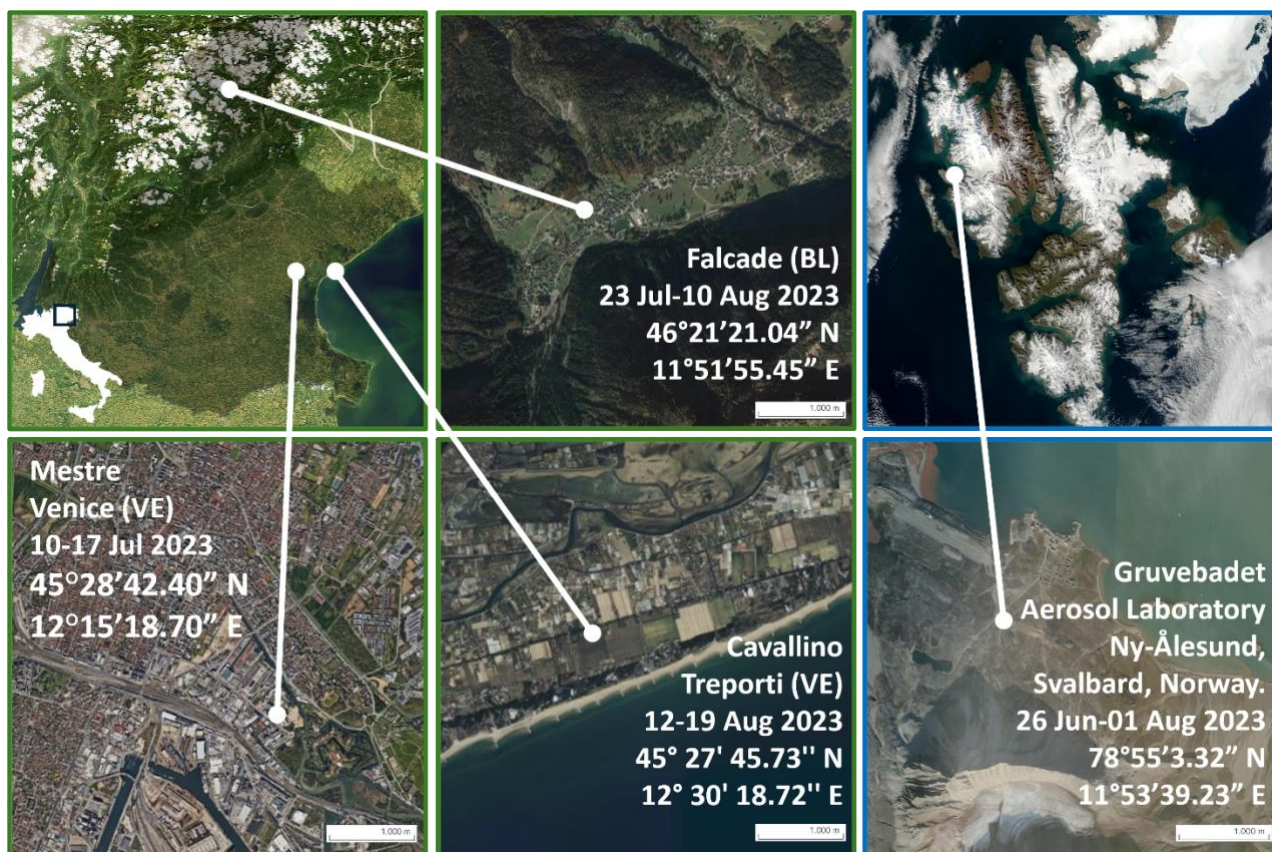 Falcade (BL)
23 Jul-10 Aug 2023
46°21’21.04” N
11°51’55.45” E
1.000 m
Mestre
Venice (VE)
10-17 Jul 2023
45°28’42.40” N
12°15’18.70” E
1.000 m
Cavallino
Treporti (VE)
12-19 Aug 2023
45° 27' 45.73'' N
12° 30' 18.72'' E
1.000 m
Gruvebadet
Aerosol Laboratory
Ny-Ålesund,
Svalbard, Norway.
26 Jun-01 Aug 2023
78°55’3.32” N
11°53’39.23” E
1.000 m